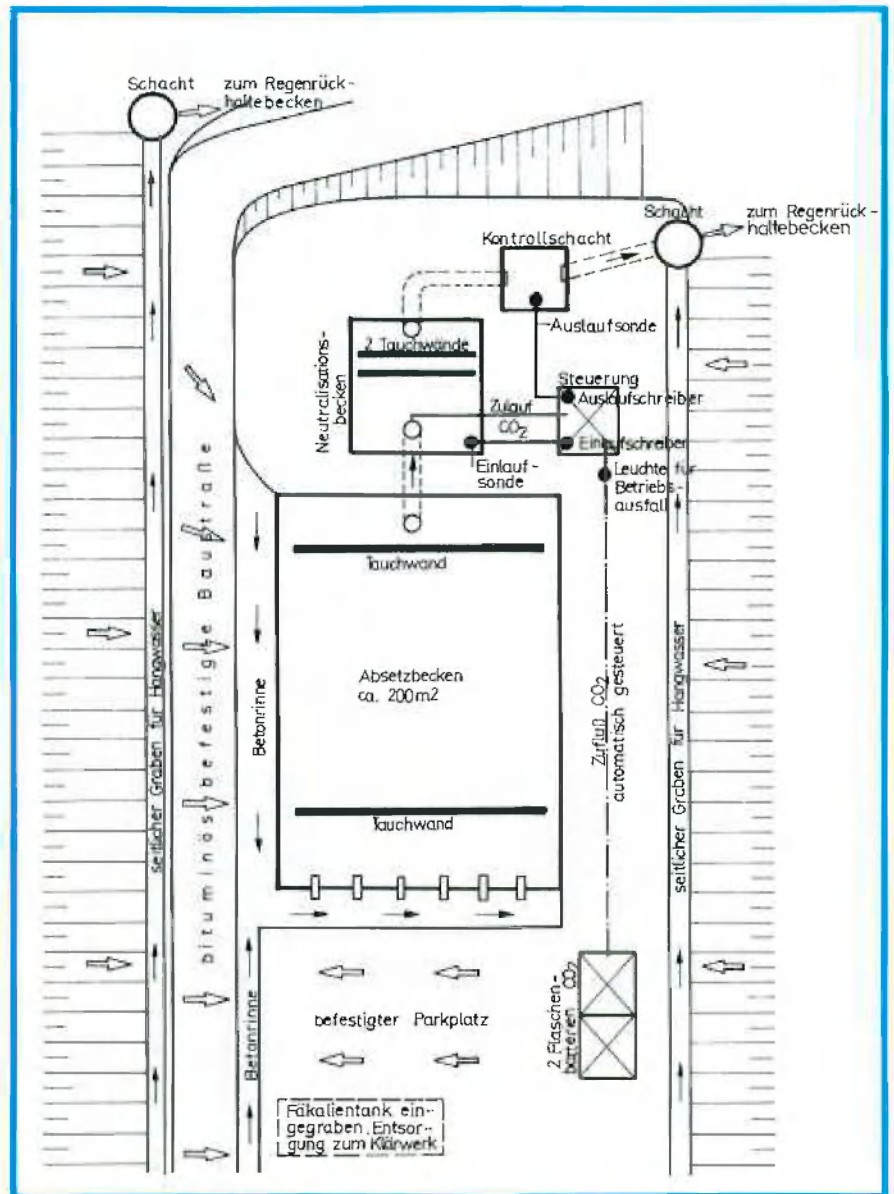 Schacht
zum Regenrück-
haltebecken
Schacht
zum Regenrück-
haltebecken
Kontrollschacht
Auslaufsonde
2 Tauchwände
Neutralisations-
becken
Steuerung
Auslaufschreiber
Zulauf
CO2
Einlaufschreiber
Einlauf-
sonde
Leuchte für
Betriebs-
ausfall
Tauchwand
Absetzbecken
ca. 200m2
Tauchwand
Betonrinne
bituminösbefestigte Baustraße
seitlicher Graben für Hangwasser
Zufluß CO2
automatisch gesteuert
seitlicher Graben für Hangwasser
Betonrinne
befestigter Parkplatz
2 Flaschen-
batterien CO2
Fäkalientank ein-
gegraben, Entsor-
gung zum Klärwerk